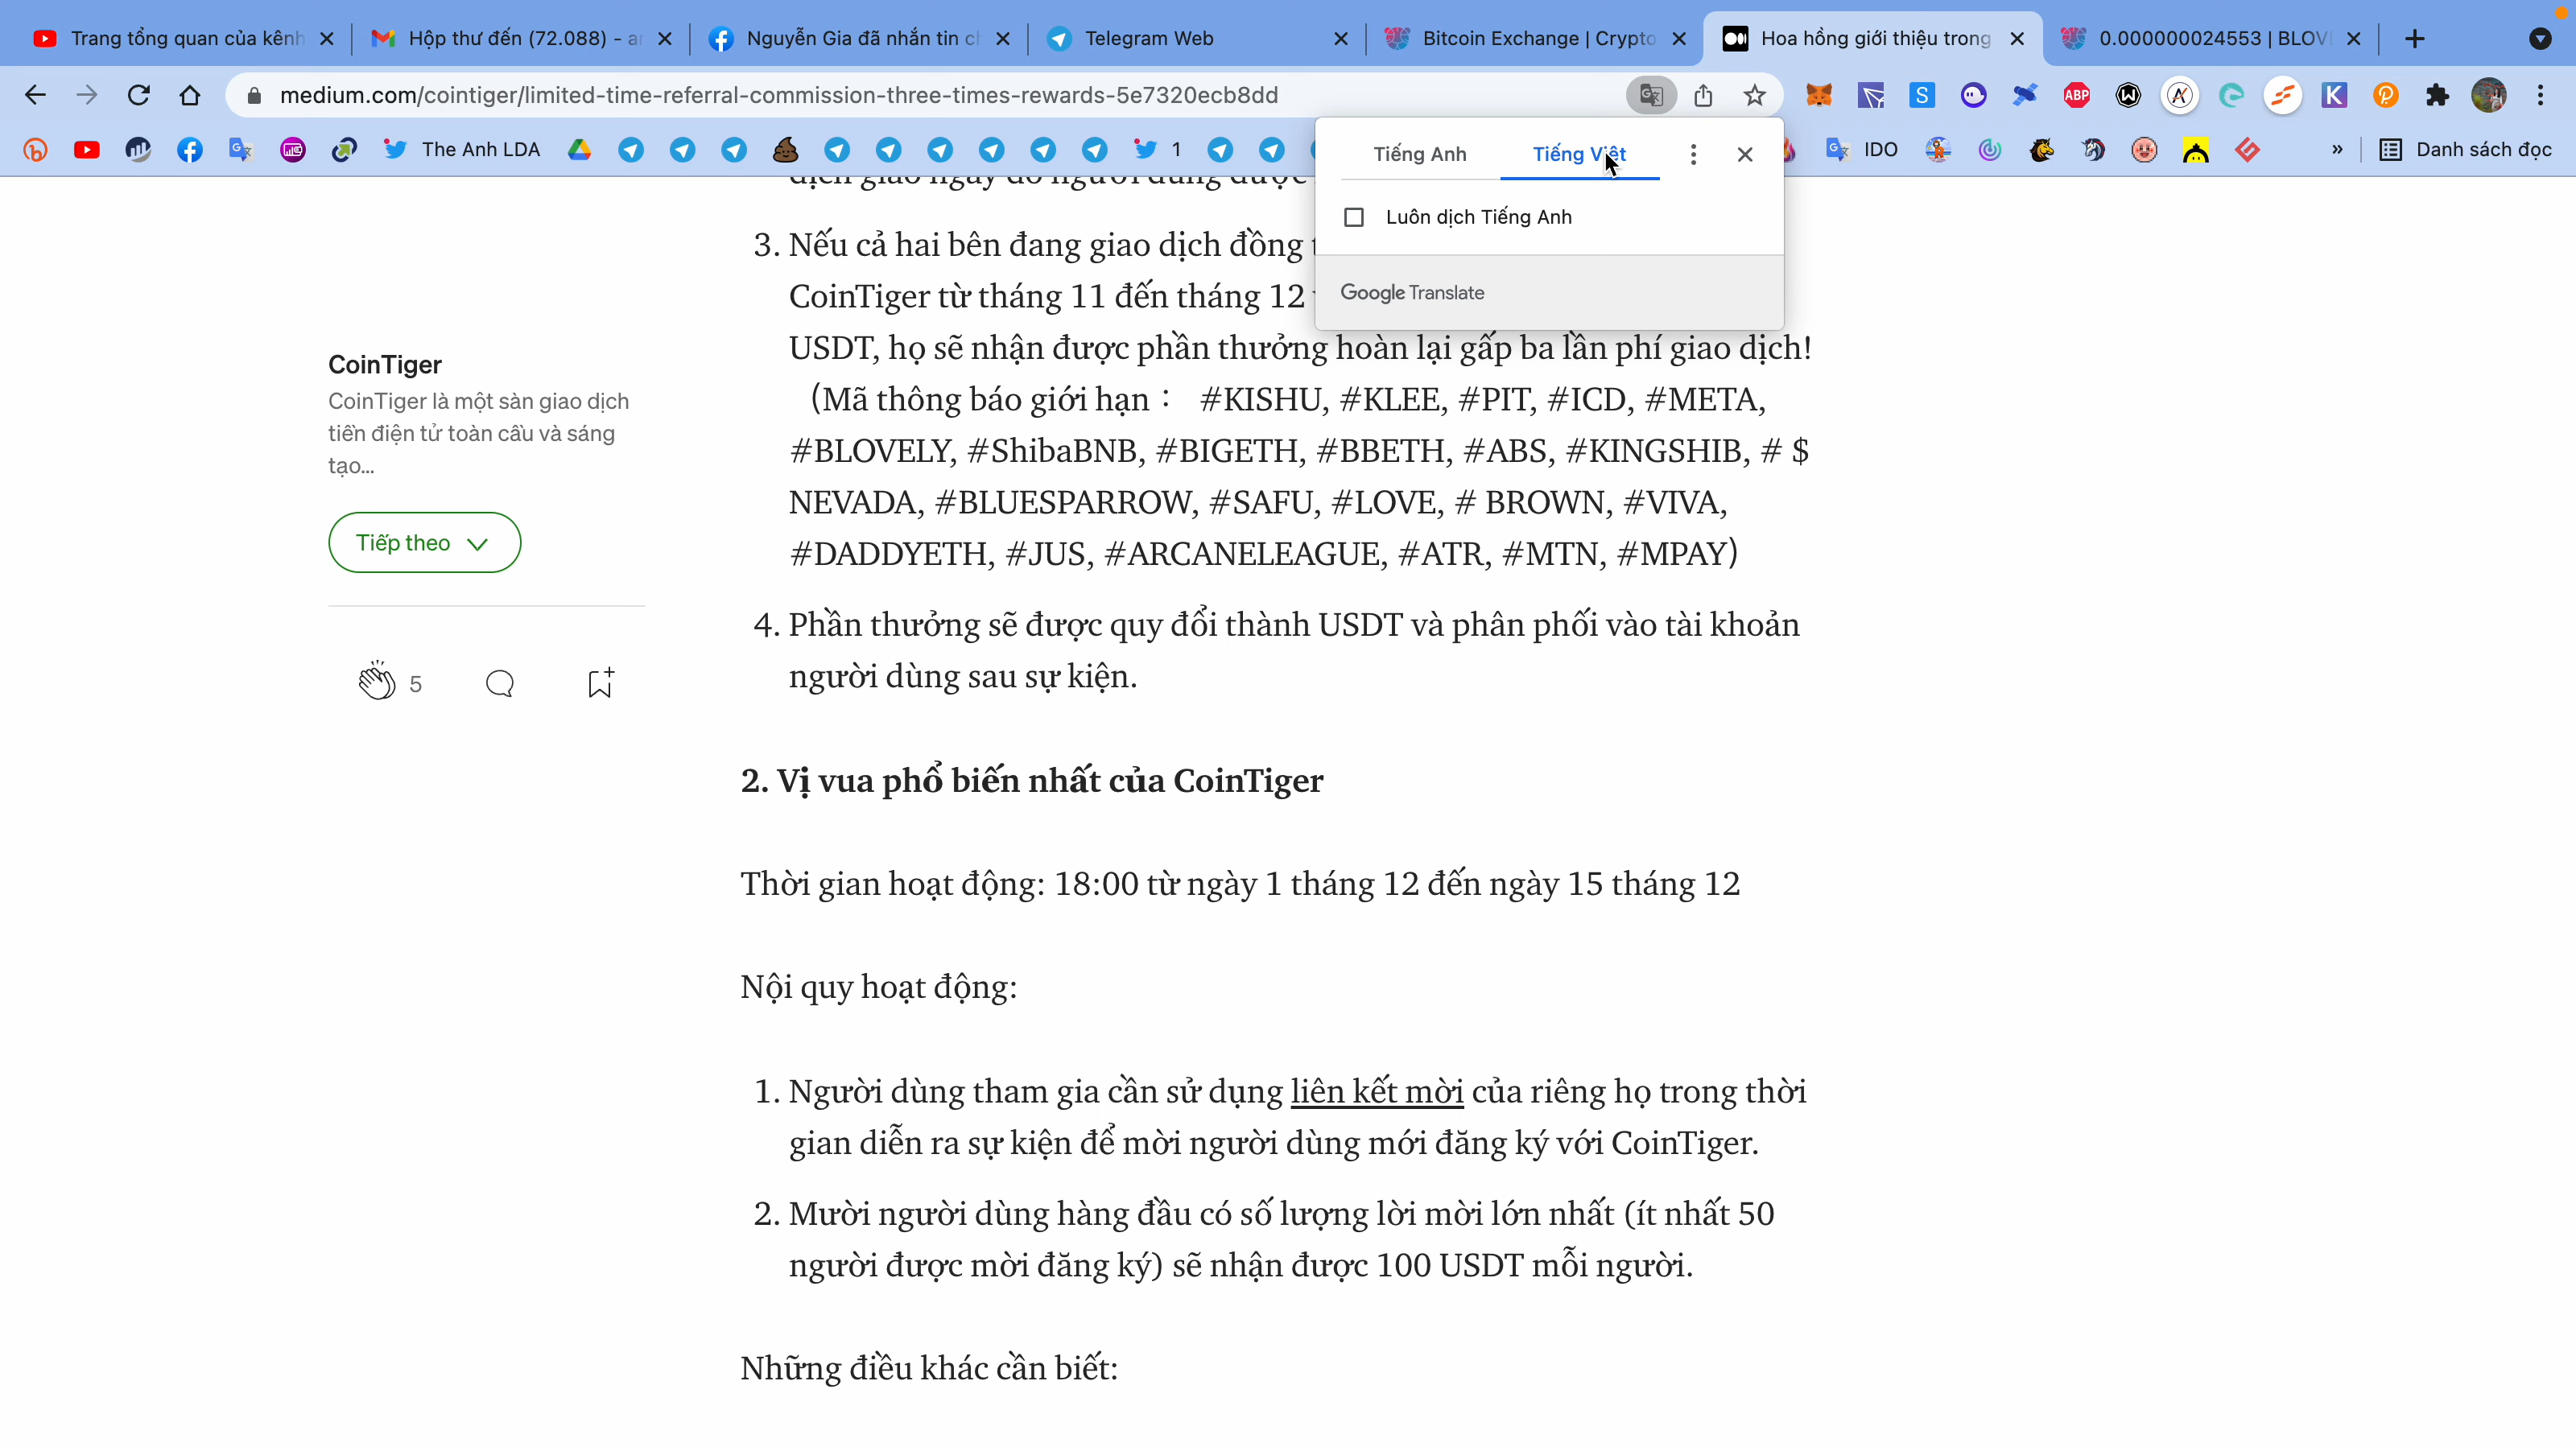 Trang tổng quan của kênh
Hộp thư đến (72.088) - an
Nguyễn Gia đã nhắn tin ch
Telegram Web
Bitcoin Exchange | Crypto
Hoa hồng giới thiệu trong
0.000000024553 | BLOVE
medium.com/cointiger/limited-time-referral-commission-three-times-rewards-5e7320ecb8dd
The Anh LDA
1
IDO
»
Danh sách đọc
Tiếng Anh
Tiếng Việt
Luôn dịch Tiếng Anh
Google Translate
dịch giao ngay do người dùng được
3. Nếu cả hai bên đang giao dịch đồng
CoinTiger từ tháng 11 đến tháng 12
USDT, họ sẽ nhận được phần thưởng hoàn lại gấp ba lần phí giao dịch!
(Mã thông báo giới hạn： #KISHU, #KLEE, #PIT, #ICD, #META,
#BLOVELY, #ShibaBNB, #BIGETH, #BBETH, #ABS, #KINGSHIB, # $
NEVADA, #BLUESPARROW, #SAFU, #LOVE, # BROWN, #VIVA,
#DADDYETH, #JUS, #ARCANELEAGUE, #ATR, #MTN, #MPAY)
4. Phần thưởng sẽ được quy đổi thành USDT và phân phối vào tài khoản
người dùng sau sự kiện.
CoinTiger
CoinTiger là một sàn giao dịch
tiền điện tử toàn cầu và sáng
tạo...
Tiếp theo
5
2. Vị vua phổ biến nhất của CoinTiger
Thời gian hoạt động: 18:00 từ ngày 1 tháng 12 đến ngày 15 tháng 12
Nội quy hoạt động:
1. Người dùng tham gia cần sử dụng liên kết mời của riêng họ trong thời
gian diễn ra sự kiện để mời người dùng mới đăng ký với CoinTiger.
2. Mười người dùng hàng đầu có số lượng lời mời lớn nhất (ít nhất 50
người được mời đăng ký) sẽ nhận được 100 USDT mỗi người.
Những điều khác cần biết: